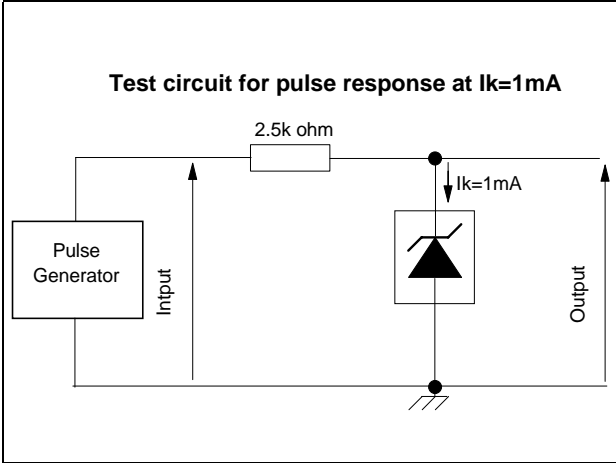 Test circuit for pulse response at Ik=1mA
2.5k ohm
Ik=1mA
Pulse
Generator
Intput
Output